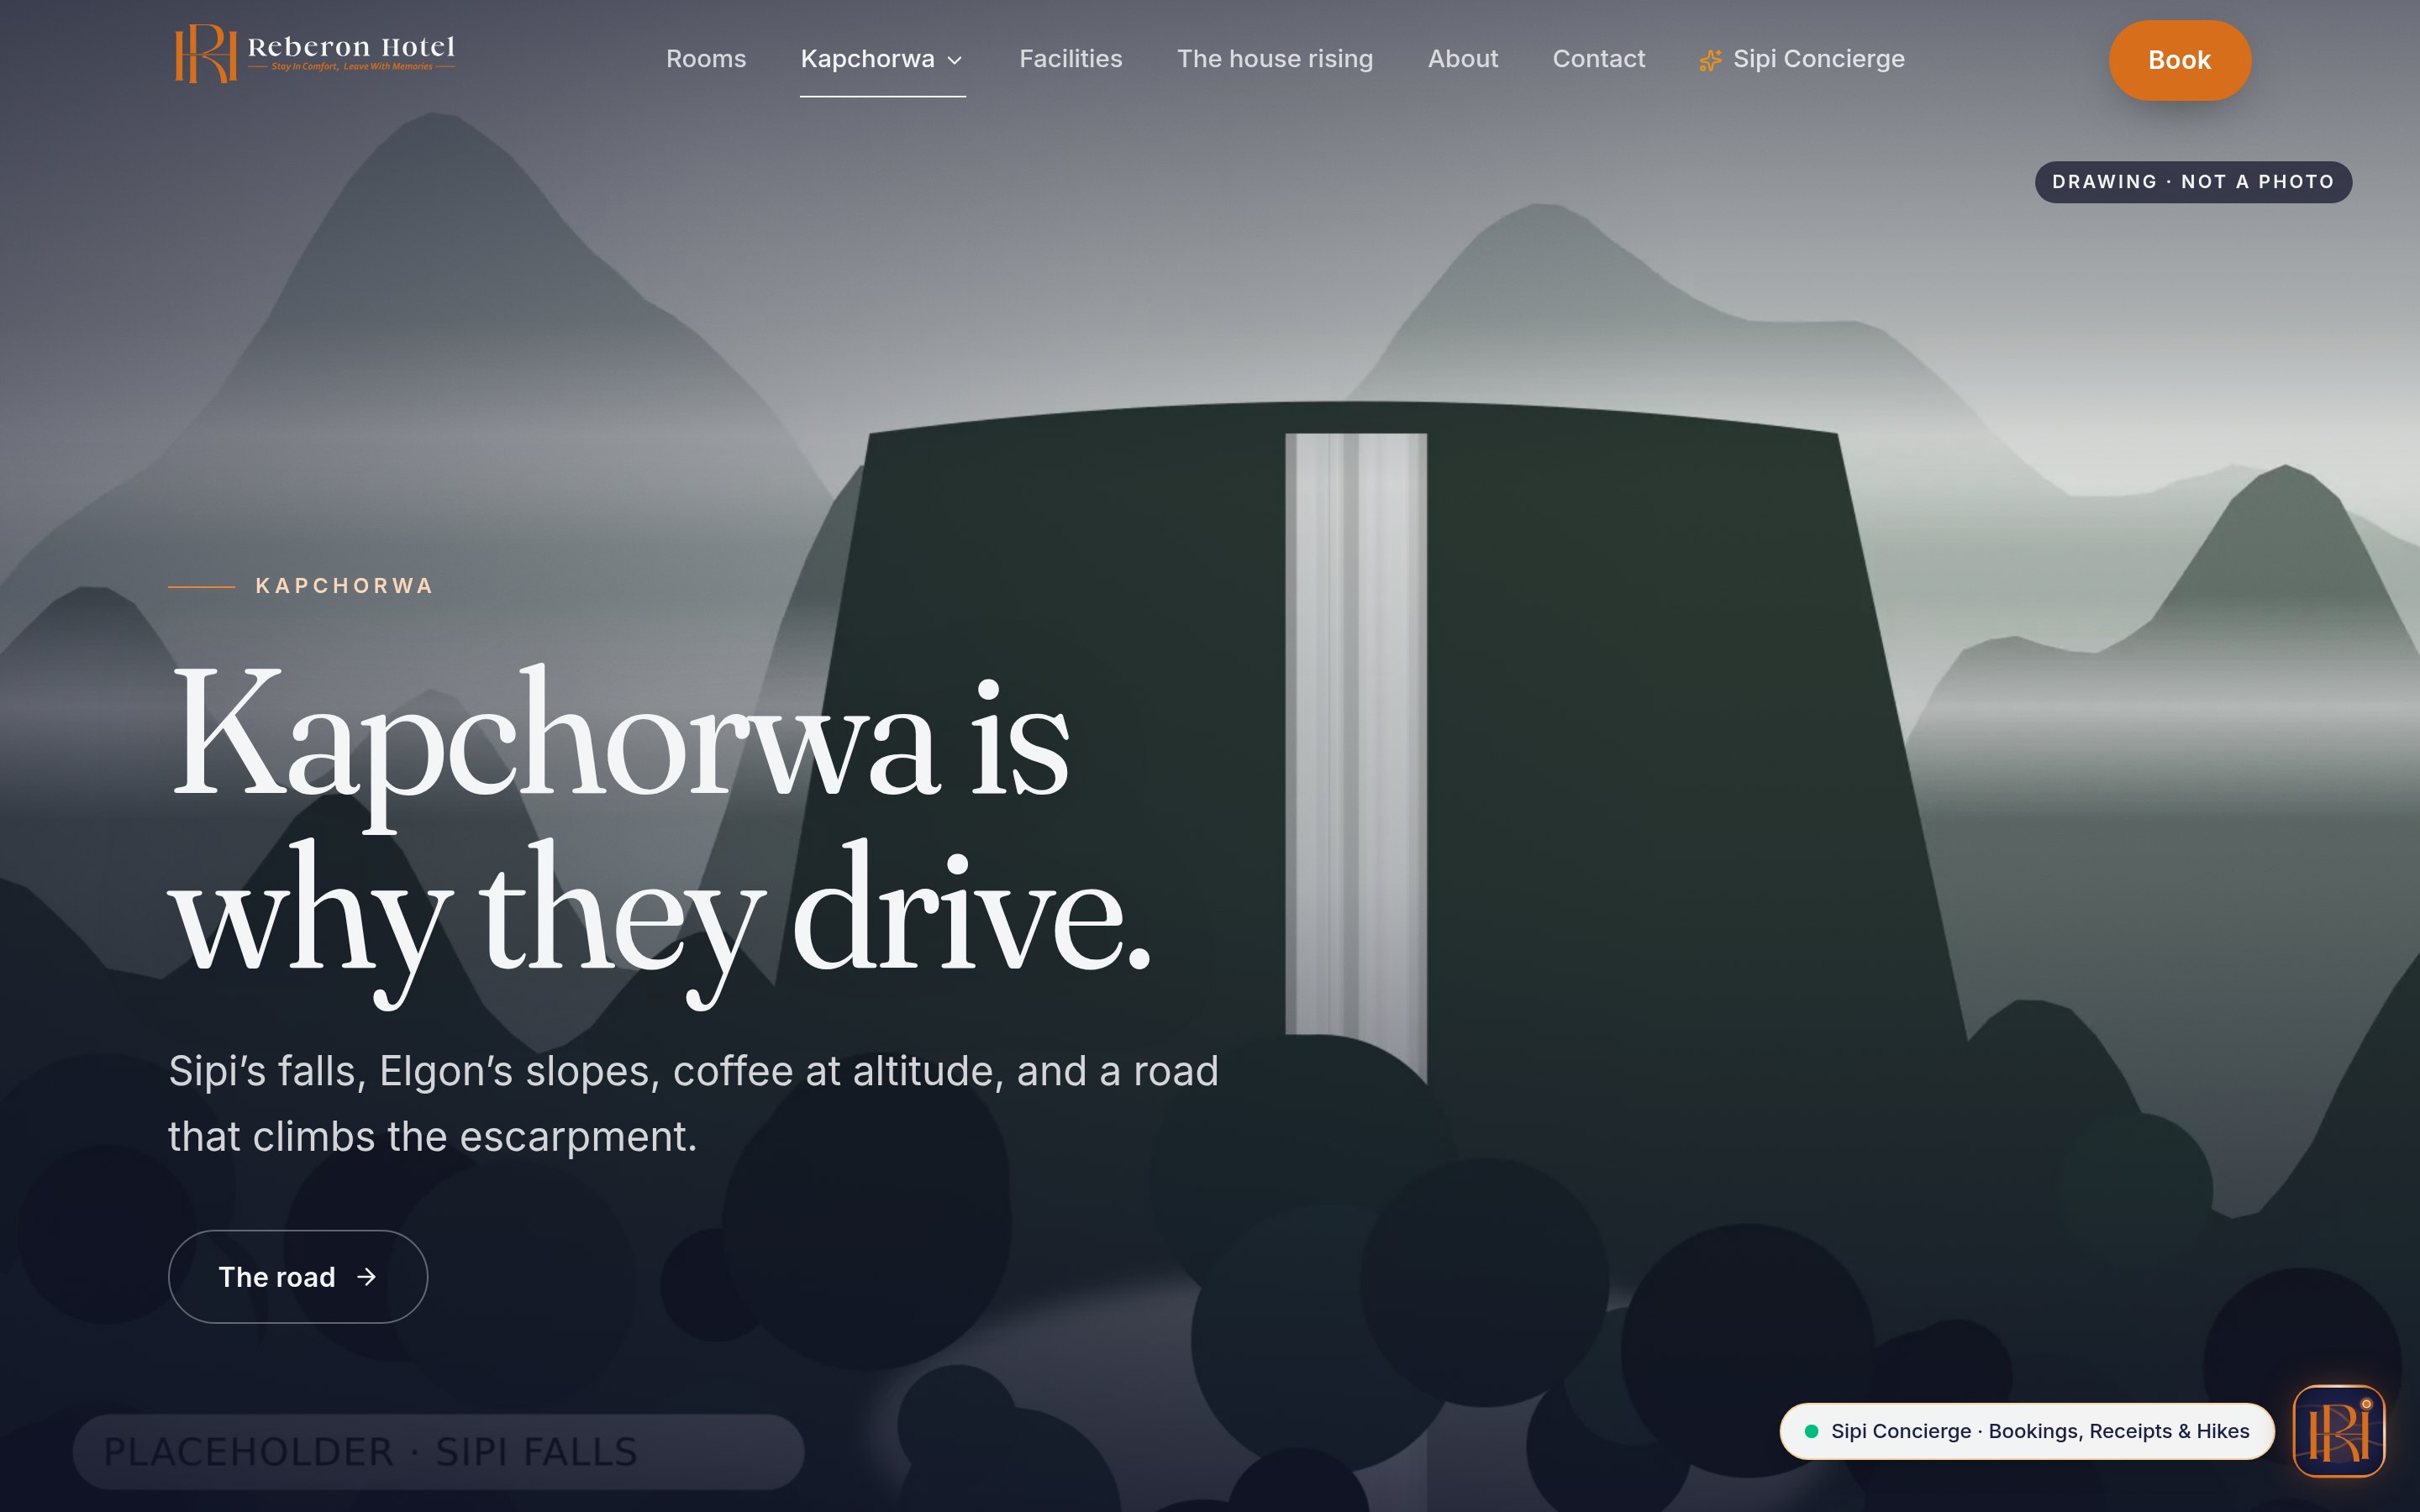 Reberon Hotel
Stay In Comfort, Leave With Memories
Rooms
Kapchorwa
Facilities
The house rising
About
Contact
Sipi Concierge
Book
DRAWING · NOT A PHOTO
KAPCHORWA
Kapchorwa is
why they drive.
Sipi’s falls, Elgon’s slopes, coffee at altitude, and a road
that climbs the escarpment.
The road
PLACEHOLDER · SIPI FALLS
Sipi Concierge · Bookings, Receipts & Hikes